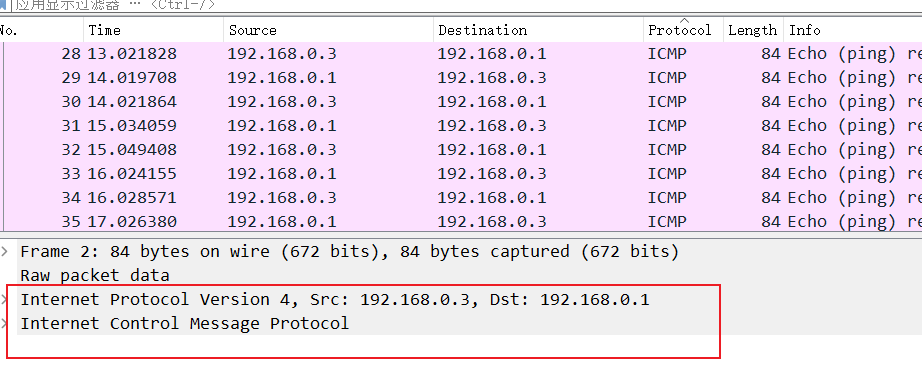 应用显示过滤器 … <Ctrl-/>
No. Time Source Destination Protocol Length Info
28 13.021828 192.168.0.3 192.168.0.1 ICMP 84 Echo (ping) re
29 14.019708 192.168.0.1 192.168.0.3 ICMP 84 Echo (ping) re
30 14.021864 192.168.0.3 192.168.0.1 ICMP 84 Echo (ping) re
31 15.034059 192.168.0.1 192.168.0.3 ICMP 84 Echo (ping) re
32 15.049408 192.168.0.3 192.168.0.1 ICMP 84 Echo (ping) re
33 16.024155 192.168.0.1 192.168.0.3 ICMP 84 Echo (ping) re
34 16.028571 192.168.0.3 192.168.0.1 ICMP 84 Echo (ping) re
35 17.026380 192.168.0.1 192.168.0.3 ICMP 84 Echo (ping) re
Frame 2: 84 bytes on wire (672 bits), 84 bytes captured (672 bits)
Raw packet data
Internet Protocol Version 4, Src: 192.168.0.3, Dst: 192.168.0.1
Internet Control Message Protocol